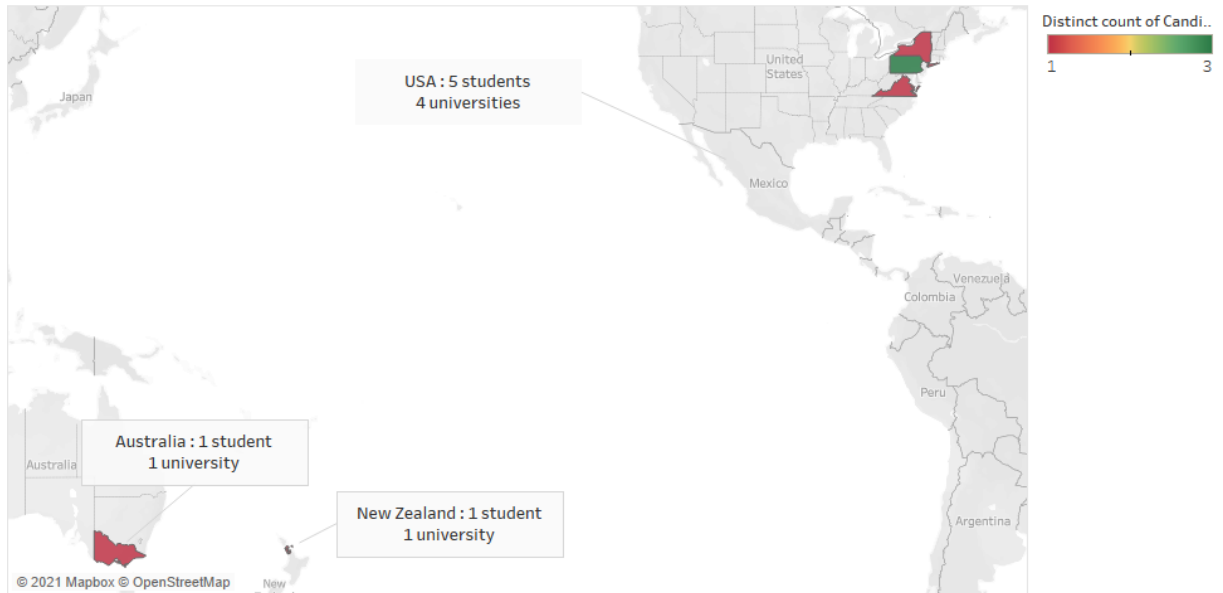 Distinct count of Candi..
1 3
USA : 5 students
4 universities
United
States
Japan
Mexico
Venezuela
Colombia
Peru
Australia : 1 student
1 university
Australia
New Zealand : 1 student
1 university
Argentina
© 2021 Mapbox © OpenStreetMap
New